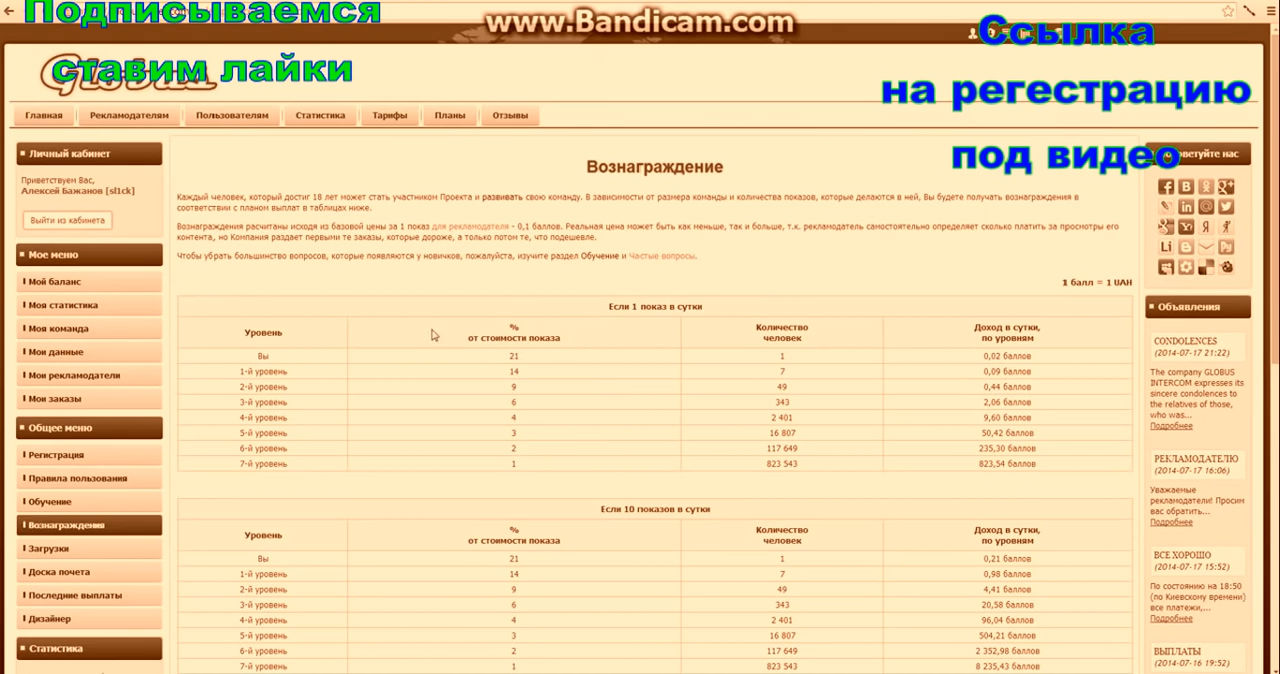 Подписываемся
ставим лайки
www.Bandicam.com
Ссылка
на регестрацию
под видео
Главная
Рекламодателям
Пользователям
Статистика
Тарифы
Планы
Отзывы
Личный кабинет
Приветствуем Вас,
Алексей Бажанов [sl1ck]
Выйти из кабинета
Мое меню
Мой баланс
Моя статистика
Моя команда
Мои данные
Мои рекламодатели
Мои заказы
Общее меню
Регистрация
Правила пользования
Обучение
Вознаграждения
Загрузки
Доска почета
Последние выплаты
Дизайнер
Статистика
Вознаграждение
Каждый человек, который достиг 18 лет может стать участником Проекта и развивать свою команду. В зависимости от размера команды и количества показов, которые делаются в ней, Вы будете получать вознаграждения в
соответствии с планом выплат в таблицах ниже.
Вознаграждения расчитаны исходя из базовой цены за 1 показ для рекламодателя - 0,1 баллов. Реальная цена может быть как меньше, так и больше, т.к. рекламодатель самостоятельно определяет сколько платить за просмотры его
контента, но Компания раздает первыми те заказы, которые дороже, а только потом те, что подешевле.
Чтобы убрать большинство вопросов, которые появляются у новичков, пожалуйста, изучите раздел Обучение и Частые вопросы.
1 балл = 1 UAH
Если 1 показ в сутки
Уровень % от стоимости показа Количество человек Доход в сутки, по уровням
Вы 21 1 0,02 баллов
1-й уровень 14 7 0,09 баллов
2-й уровень 9 49 0,44 баллов
3-й уровень 6 343 2,06 баллов
4-й уровень 4 2 401 9,60 баллов
5-й уровень 3 16 807 50,42 баллов
6-й уровень 2 117 649 235,30 баллов
7-й уровень 1 823 543 823,54 баллов
Если 10 показов в сутки
Уровень % от стоимости показа Количество человек Доход в сутки, по уровням
Вы 21 1 0,21 баллов
1-й уровень 14 7 0,98 баллов
2-й уровень 9 49 4,41 баллов
3-й уровень 6 343 20,58 баллов
4-й уровень 4 2 401 96,04 баллов
5-й уровень 3 16 807 504,21 баллов
6-й уровень 2 117 649 2 352,98 баллов
7-й уровень 1 823 543 8 235,43 баллов
нас
Объявления
CONDOLENCES
(2014-07-17 21:22)
The company GLOBUS
INTERCOM expresses its
sincere condolences to
the relatives of those,
who was...
Подробнее
РЕКЛАМОДАТЕЛЮ
(2014-07-17 16:06)
Уважаемые
рекламодатели! Просим
вас обратить...
Подробнее
ВСЕ ХОРОШО
(2014-07-17 15:52)
По состоянию на 18:50
(по Киевскому времени)
все платежи,...
Подробнее
ВЫПЛАТЫ
(2014-07-16 19:52)